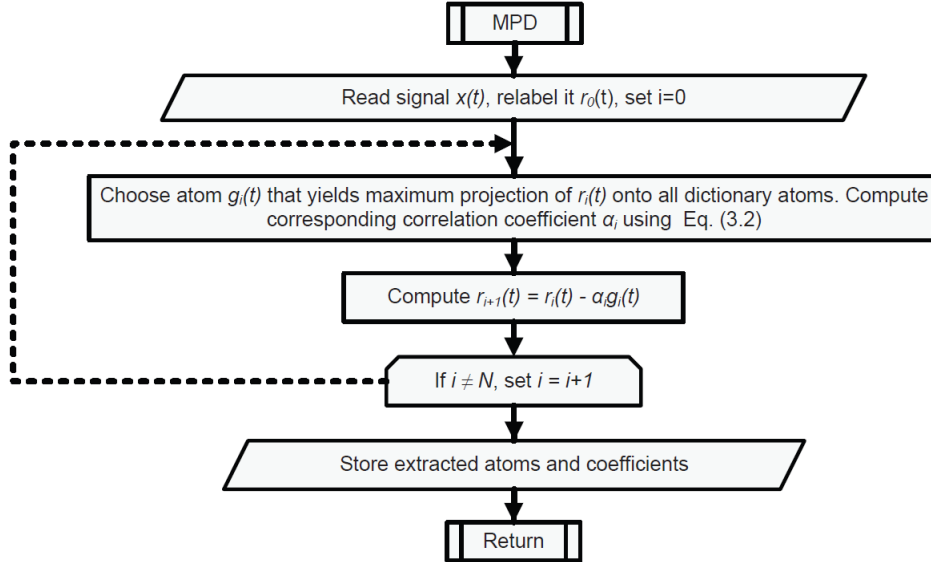 MPD
Read signal x(t), relabel it r₀(t), set i=0
Choose atom gᵢ(t) that yields maximum projection of rᵢ(t) onto all dictionary atoms. Compute
corresponding correlation coefficient αᵢ using Eq. (3.2)
Compute rᵢ₊₁(t) = rᵢ(t) - αᵢgᵢ(t)
If i ≠ N, set i = i+1
Store extracted atoms and coefficients
Return